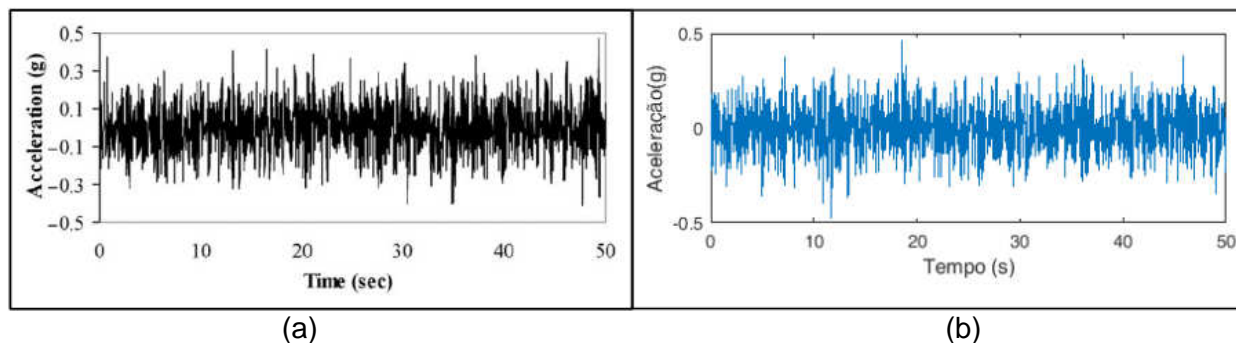 0.5
0.3
0.1
−0.1
−0.3
−0.5
Acceleration (g)
0 10 20 30 40 50
Time (sec)
0.5
0
-0.5
Aceleração(g)
0 10 20 30 40 50
Tempo (s)
(a) (b)